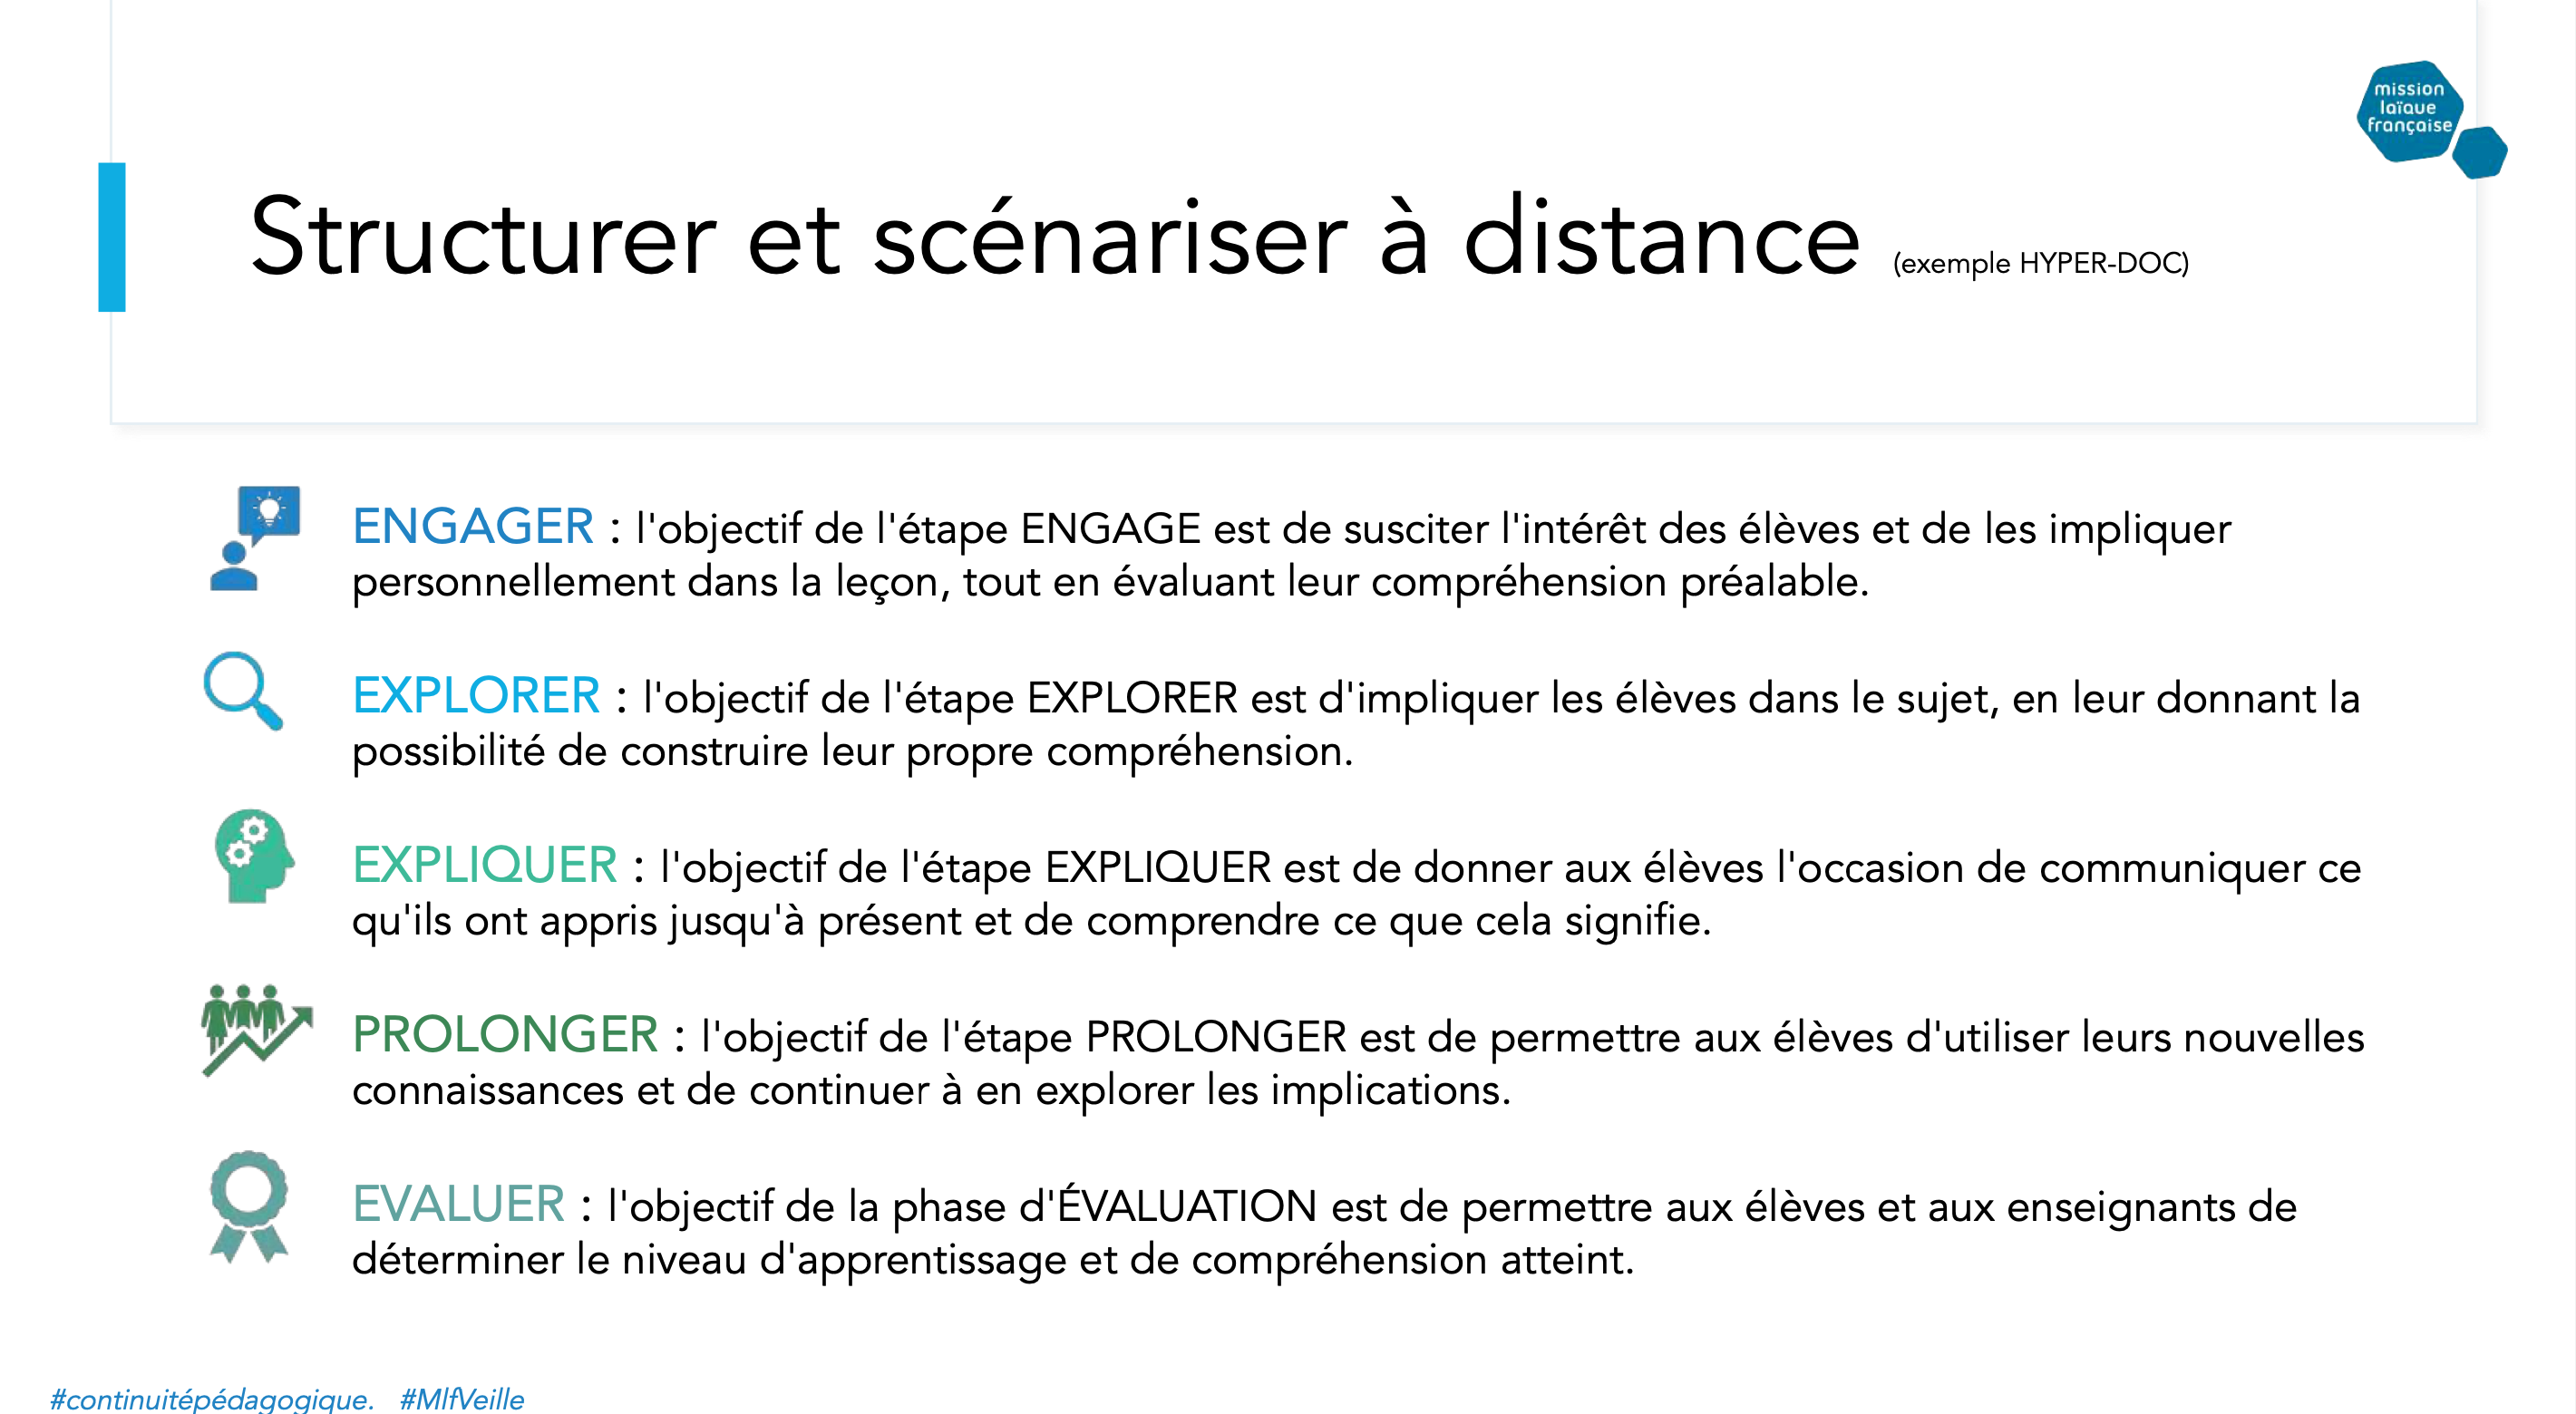 mission
laïque
française
Structurer et scénariser à distance (exemple HYPER-DOC)
ENGAGER : l'objectif de l'étape ENGAGE est de susciter l'intérêt des élèves et de les impliquer
personnellement dans la leçon, tout en évaluant leur compréhension préalable.
EXPLORER : l'objectif de l'étape EXPLORER est d'impliquer les élèves dans le sujet, en leur donnant la
possibilité de construire leur propre compréhension.
EXPLIQUER : l'objectif de l'étape EXPLIQUER est de donner aux élèves l'occasion de communiquer ce
qu'ils ont appris jusqu'à présent et de comprendre ce que cela signifie.
PROLONGER : l'objectif de l'étape PROLONGER est de permettre aux élèves d'utiliser leurs nouvelles
connaissances et de continuer à en explorer les implications.
EVALUER : l'objectif de la phase d'ÉVALUATION est de permettre aux élèves et aux enseignants de
déterminer le niveau d'apprentissage et de compréhension atteint.
#continuitépédagogique. #MlfVeille